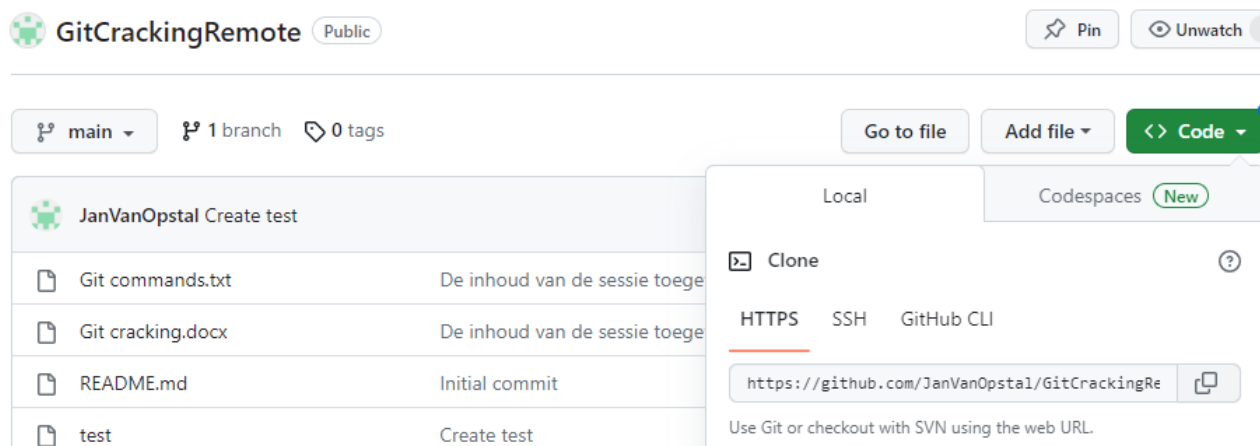 GitCrackingRemote Public Pin Unwatch
main 1 branch 0 tags Go to file Add file Code
Local Codespaces New
JanVanOpstal Create test
Clone
Git commands.txt De inhoud van de sessie toege
HTTPS SSH GitHub CLI
Git cracking.docx De inhoud van de sessie toege
README.md Initial commit
https://github.com/JanVanOpstal/GitCrackingRe
Use Git or checkout with SVN using the web URL.
test Create test